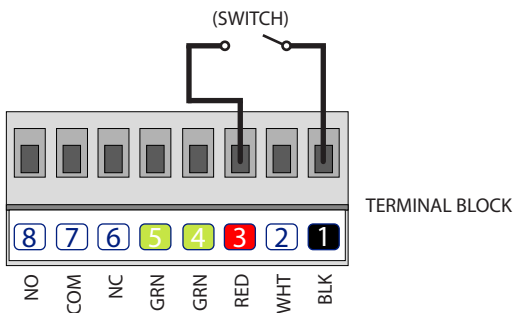 (SWITCH)
TERMINAL BLOCK
8 7 6 5 4 3 2 1
NO COM NC GRN GRN RED WHT BLK